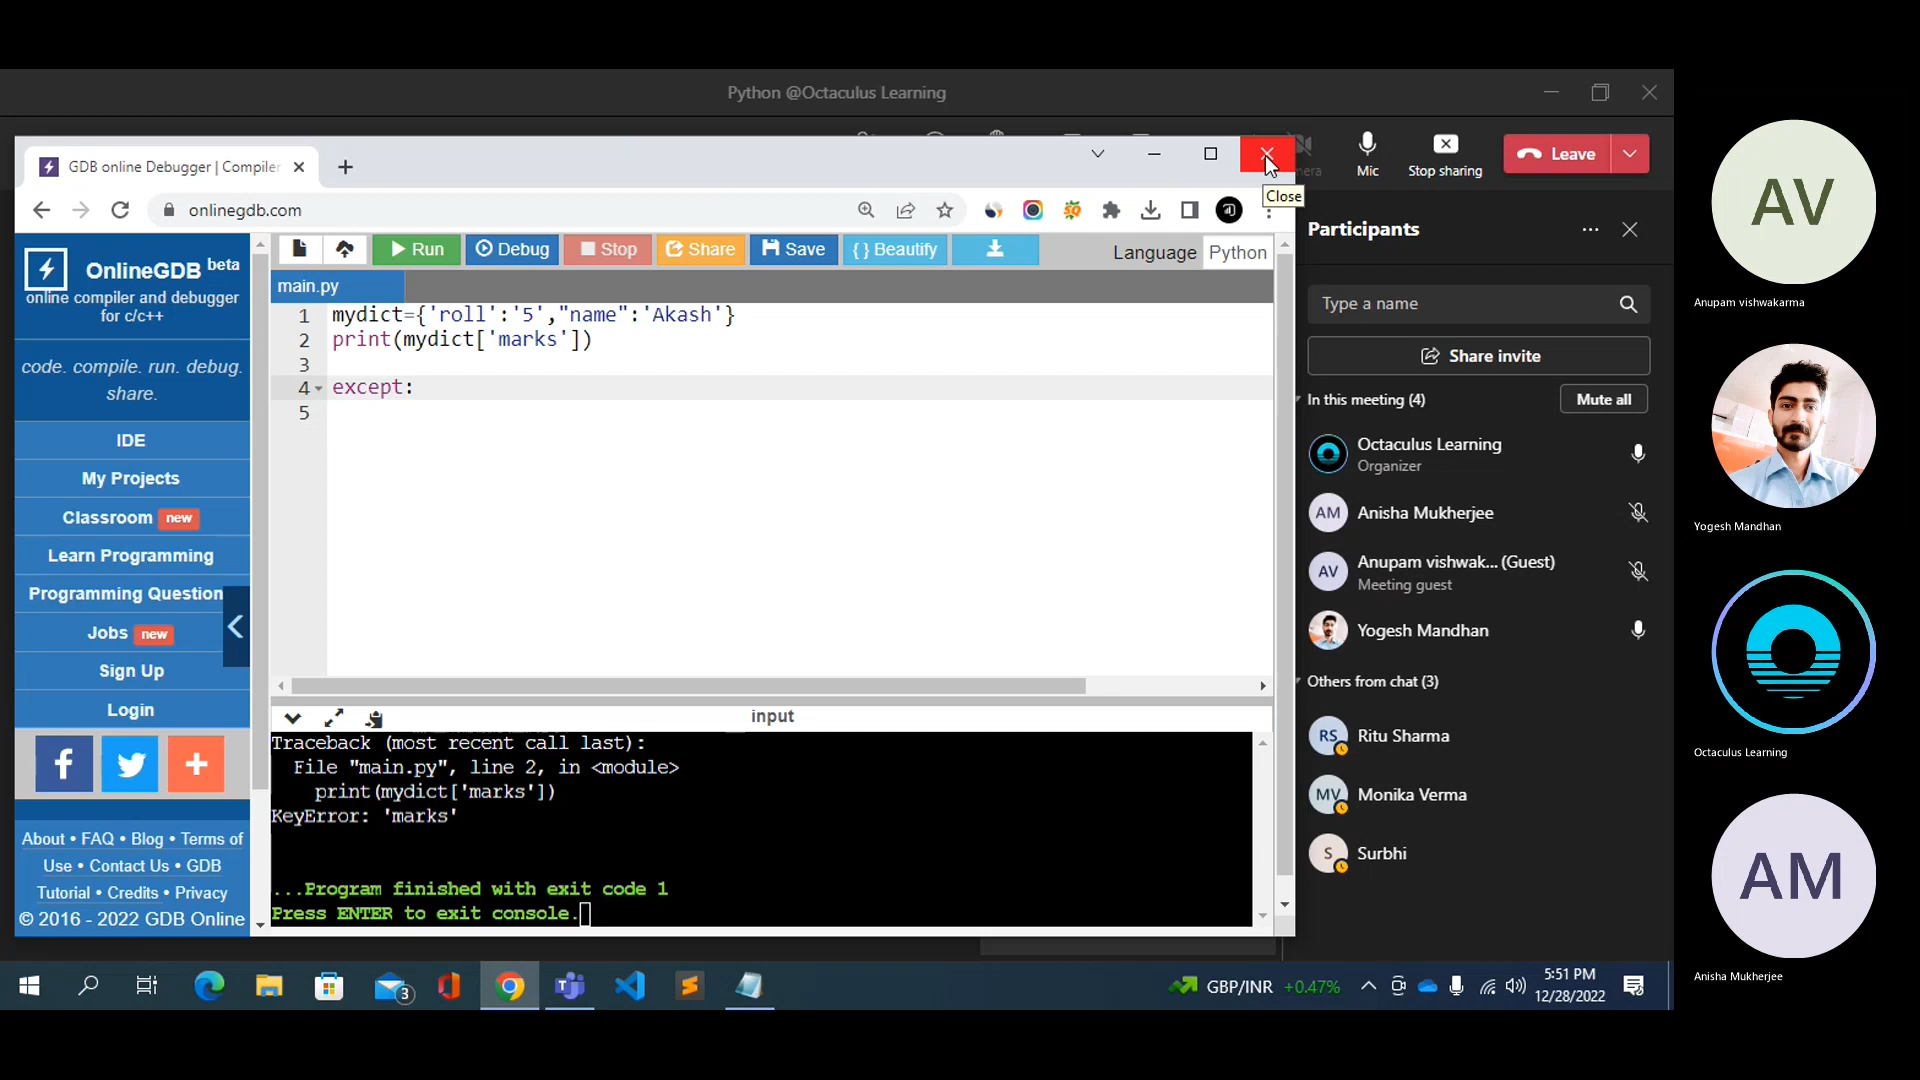 Python @Octaculus Learning
Mic
Stop sharing
Leave
GDB online Debugger | Compiler
Close
onlinegdb.com
OnlineGDB beta
online compiler and debugger
for c/c++
code. compile. run. debug.
share.
IDE
My Projects
Classroom new
Learn Programming
Programming Question
Jobs new
Sign Up
Login
f
+
About • FAQ • Blog • Terms of
Use • Contact Us • GDB
Tutorial • Credits • Privacy
© 2016 - 2022 GDB Online
Run
Debug
Stop
Share
Save
{ } Beautify
Language
Python
main.py
1 mydict={'roll':'5',"name":'Akash'}
2 print(mydict['marks'])
3
4 except:
5
input
Traceback (most recent call last):
File "main.py", line 2, in <module>
print(mydict['marks'])
KeyError: 'marks'
...Program finished with exit code 1
Press ENTER to exit console.
Participants
Type a name
Share invite
In this meeting (4)
Mute all
Octaculus Learning
Organizer
AM
Anisha Mukherjee
AV
Anupam vishwak... (Guest)
Meeting guest
Yogesh Mandhan
Others from chat (3)
RS
Ritu Sharma
MV
Monika Verma
S
Surbhi
AV
Anupam vishwakarma
Yogesh Mandhan
Octaculus Learning
AM
Anisha Mukherjee
3
GBP/INR +0.47%
5:51 PM
12/28/2022